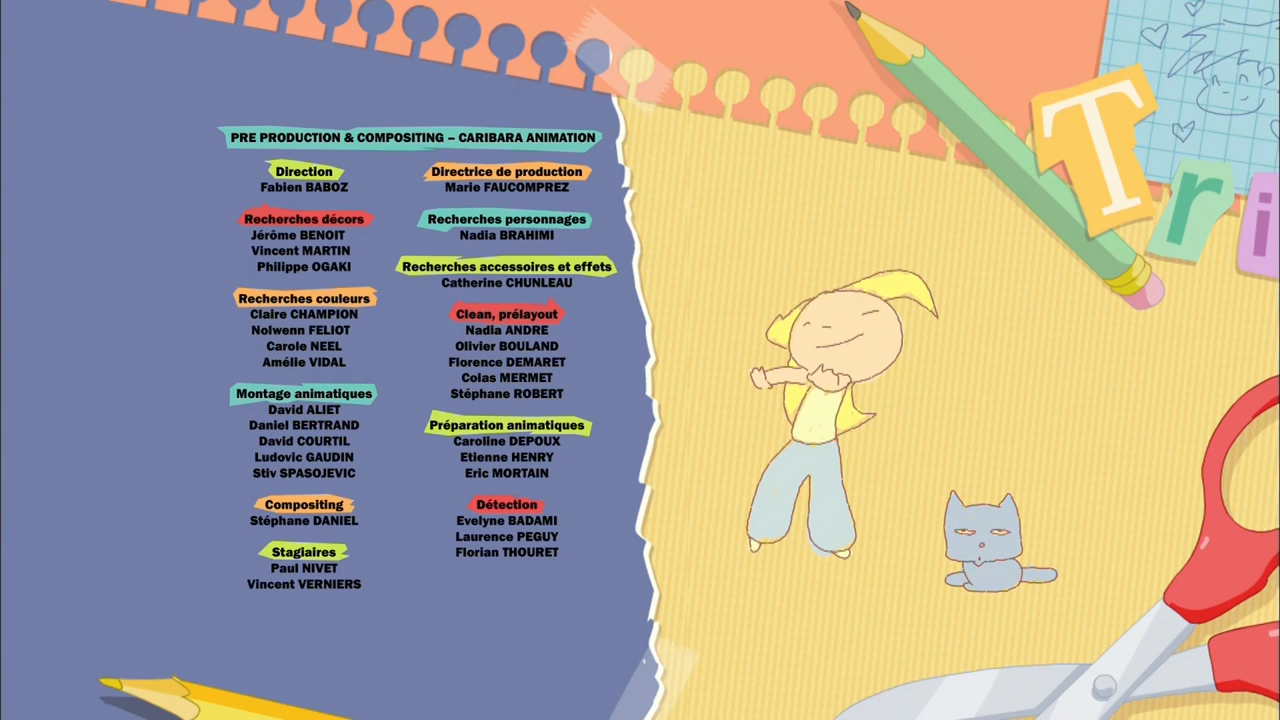 PRE PRODUCTION & COMPOSITING – CARIBARA ANIMATION
Direction
Fabien BABOZ
Recherches décors
Jérôme BENOIT
Vincent MARTIN
Philippe OGAKI
Recherches couleurs
Claire CHAMPION
Nolwenn FELIOT
Carole NEEL
Amélie VIDAL
Montage animatiques
David ALIET
Daniel BERTRAND
David COURTIL
Ludovic GAUDIN
Stiv SPASOJEVIC
Compositing
Stéphane DANIEL
Stagiaires
Paul NIVET
Vincent VERNIERS
Directrice de production
Marie FAUCOMPREZ
Recherches personnages
Nadia BRAHIMI
Recherches accessoires et effets
Catherine CHUNLEAU
Clean, prélayout
Nadia ANDRE
Olivier BOULAND
Florence DEMARET
Colas MERMET
Stéphane ROBERT
Préparation animatiques
Caroline DEPOUX
Etienne HENRY
Eric MORTAIN
Détection
Evelyne BADAMI
Laurence PEGUY
Florian THOURET
Tri